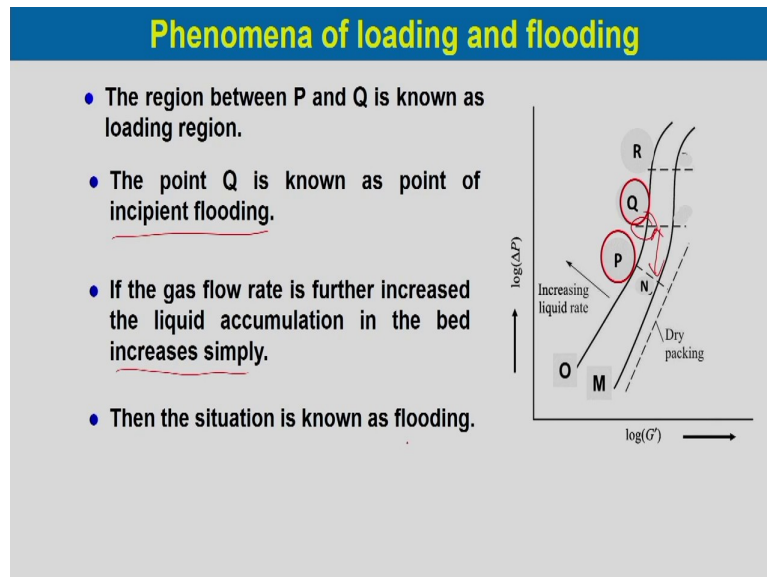 Phenomena of loading and flooding
• The region between P and Q is known as
loading region.
• The point Q is known as point of
incipient flooding.
• If the gas flow rate is further increased
the liquid accumulation in the bed
increases simply.
• Then the situation is known as flooding.
R
Q
P
N
Increasing
liquid rate
Dry
packing
O
M
log(ΔP)
log(G′)